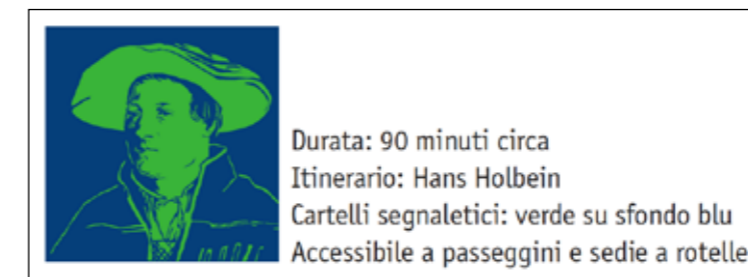 Durata: 90 minuti circa
Itinerario: Hans Holbein
Cartelli segnaletici: verde su sfondo blu
Accessibile a passeggini e sedie a rotelle